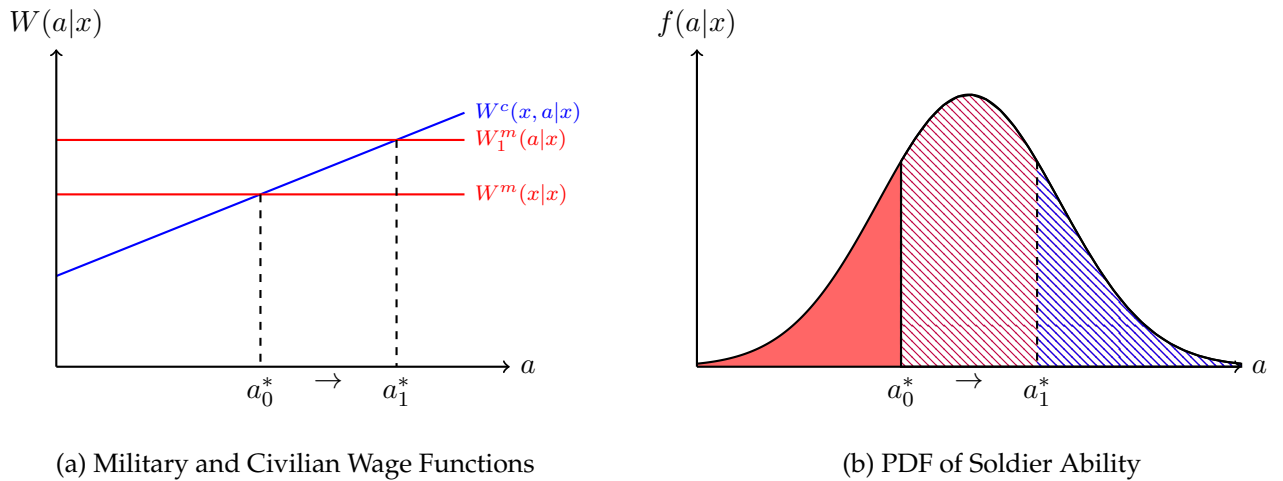 W(a|x)
W^c(x, a|x)
W_1^m(a|x)
W^m(x|x)
a
a_0^* → a_1^*
(a) Military and Civilian Wage Functions
f(a|x)
a
a_0^* → a_1^*
(b) PDF of Soldier Ability